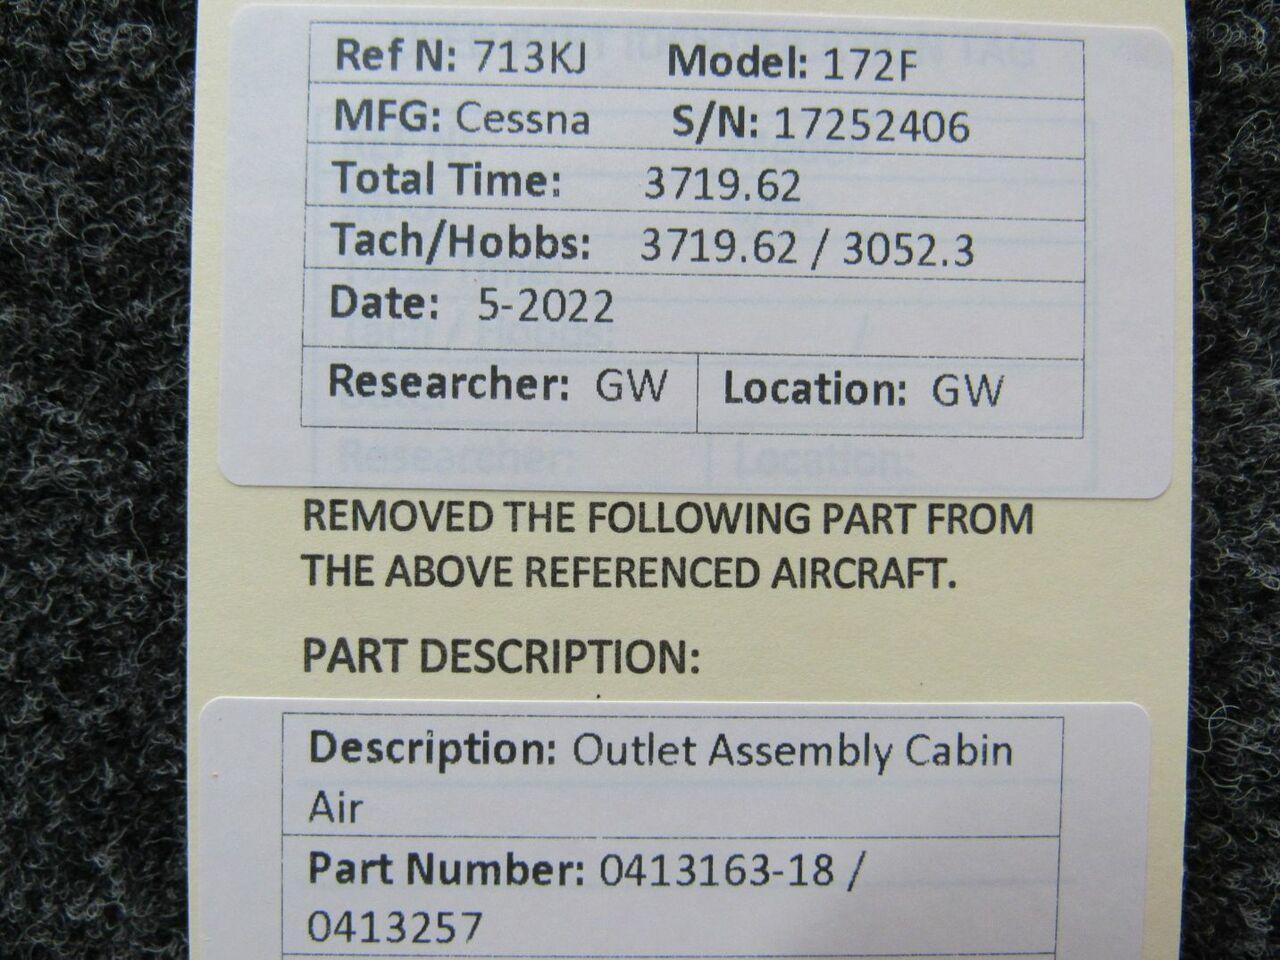 Ref N: 713KJ Model: 172F
MFG: Cessna S/N: 17252406
Total Time: 3719.62
Tach/Hobbs: 3719.62 / 3052.3
Date: 5-2022
Researcher: GW Location: GW
Researcher: Location:
REMOVED THE FOLLOWING PART FROM
THE ABOVE REFERENCED AIRCRAFT.
PART DESCRIPTION:
Description: Outlet Assembly Cabin
Air
Part Number: 0413163-18 /
0413257